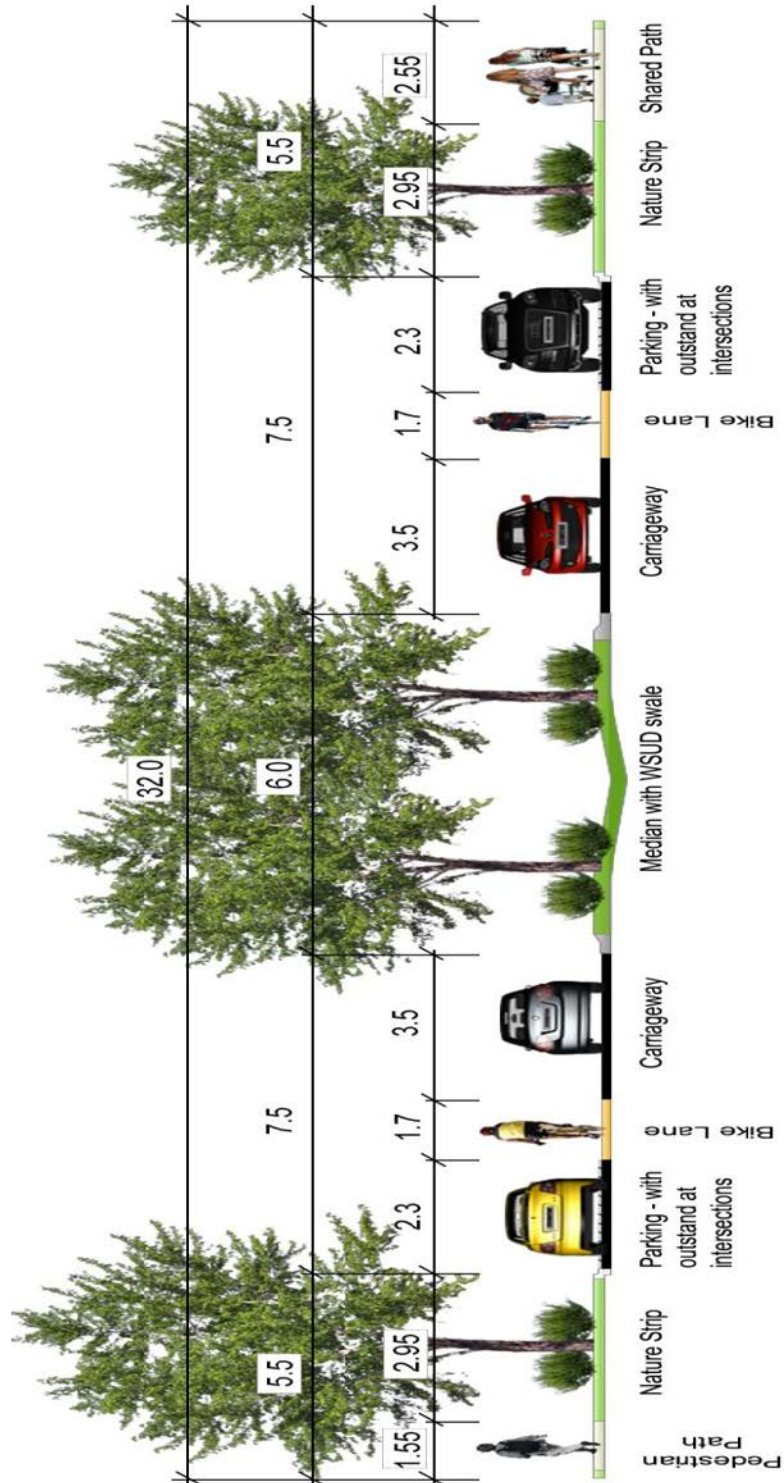 32.0
5.5
7.5
6.0
7.5
5.5
1.55
2.95
2.3
1.7
3.5
3.5
1.7
2.3
2.95
2.55
Pedestrian
Path
Nature Strip
Parking - with
outstand at
intersections
Bike Lane
Carriageway
Median with WSUD swale
Carriageway
Bike Lane
Parking - with
outstand at
intersections
Nature Strip
Shared Path